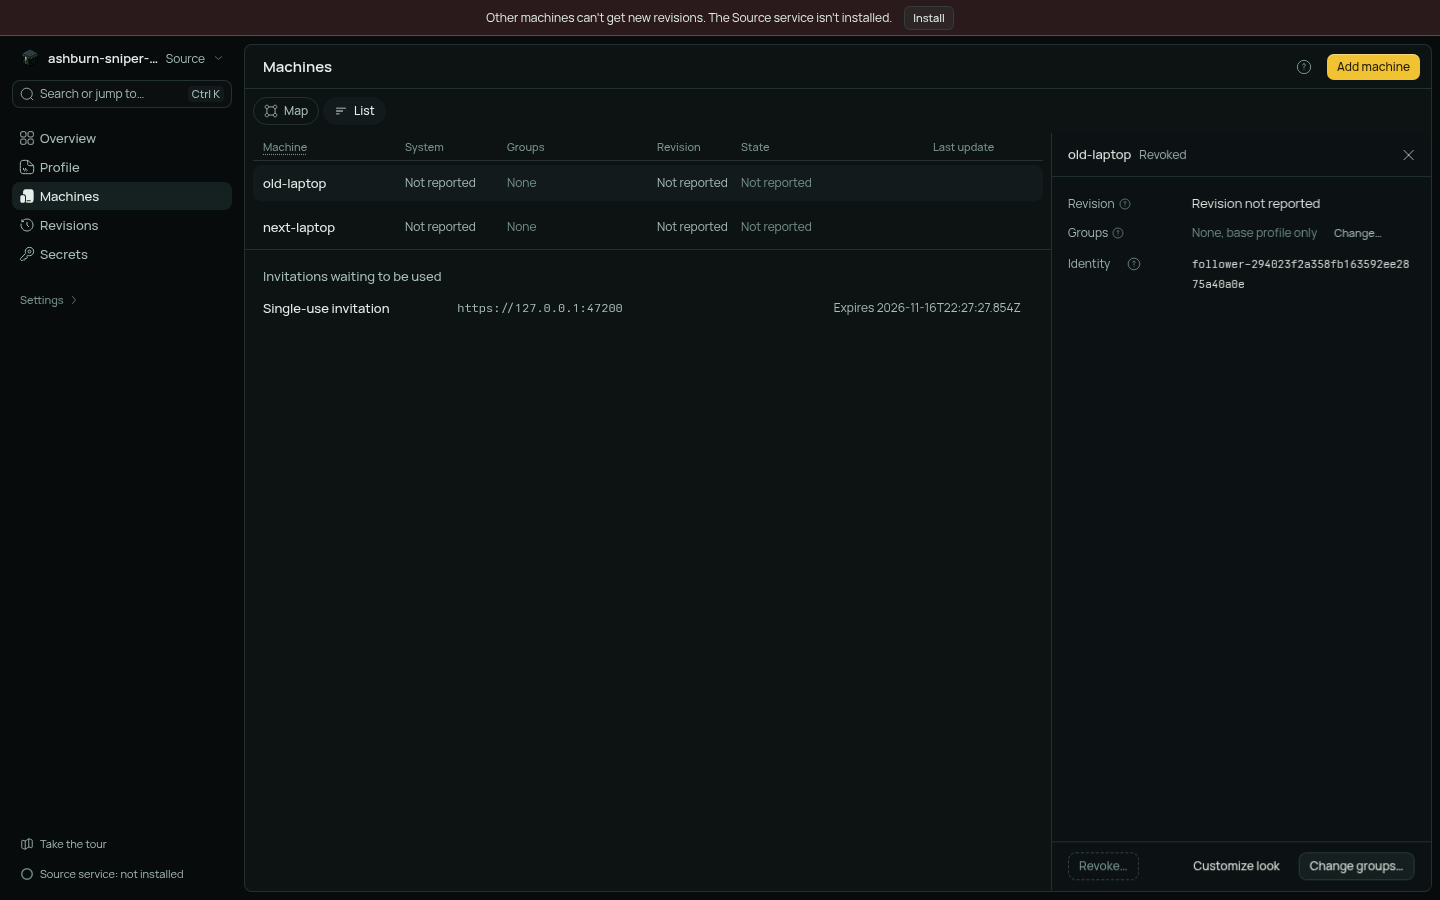 Other machines can't get new revisions. The Source service isn't installed. Install
ashburn-sniper-... Source
Search or jump to... Ctrl K
Overview
Profile
Machines
Revisions
Secrets
Settings
Take the tour
Source service: not installed
Machines
Add machine
Map List
Machine System Groups Revision State Last update
old-laptop Not reported None Not reported Not reported
next-laptop Not reported None Not reported Not reported
Invitations waiting to be used
Single-use invitation https://127.0.0.1:47200 Expires 2026-11-16T22:27:27.854Z
old-laptop Revoked
Revision Revision not reported
Groups None, base profile only Change...
Identity follower-294023f2a358fb163592ee28
75a40a0e
Revoke... Customize look Change groups...